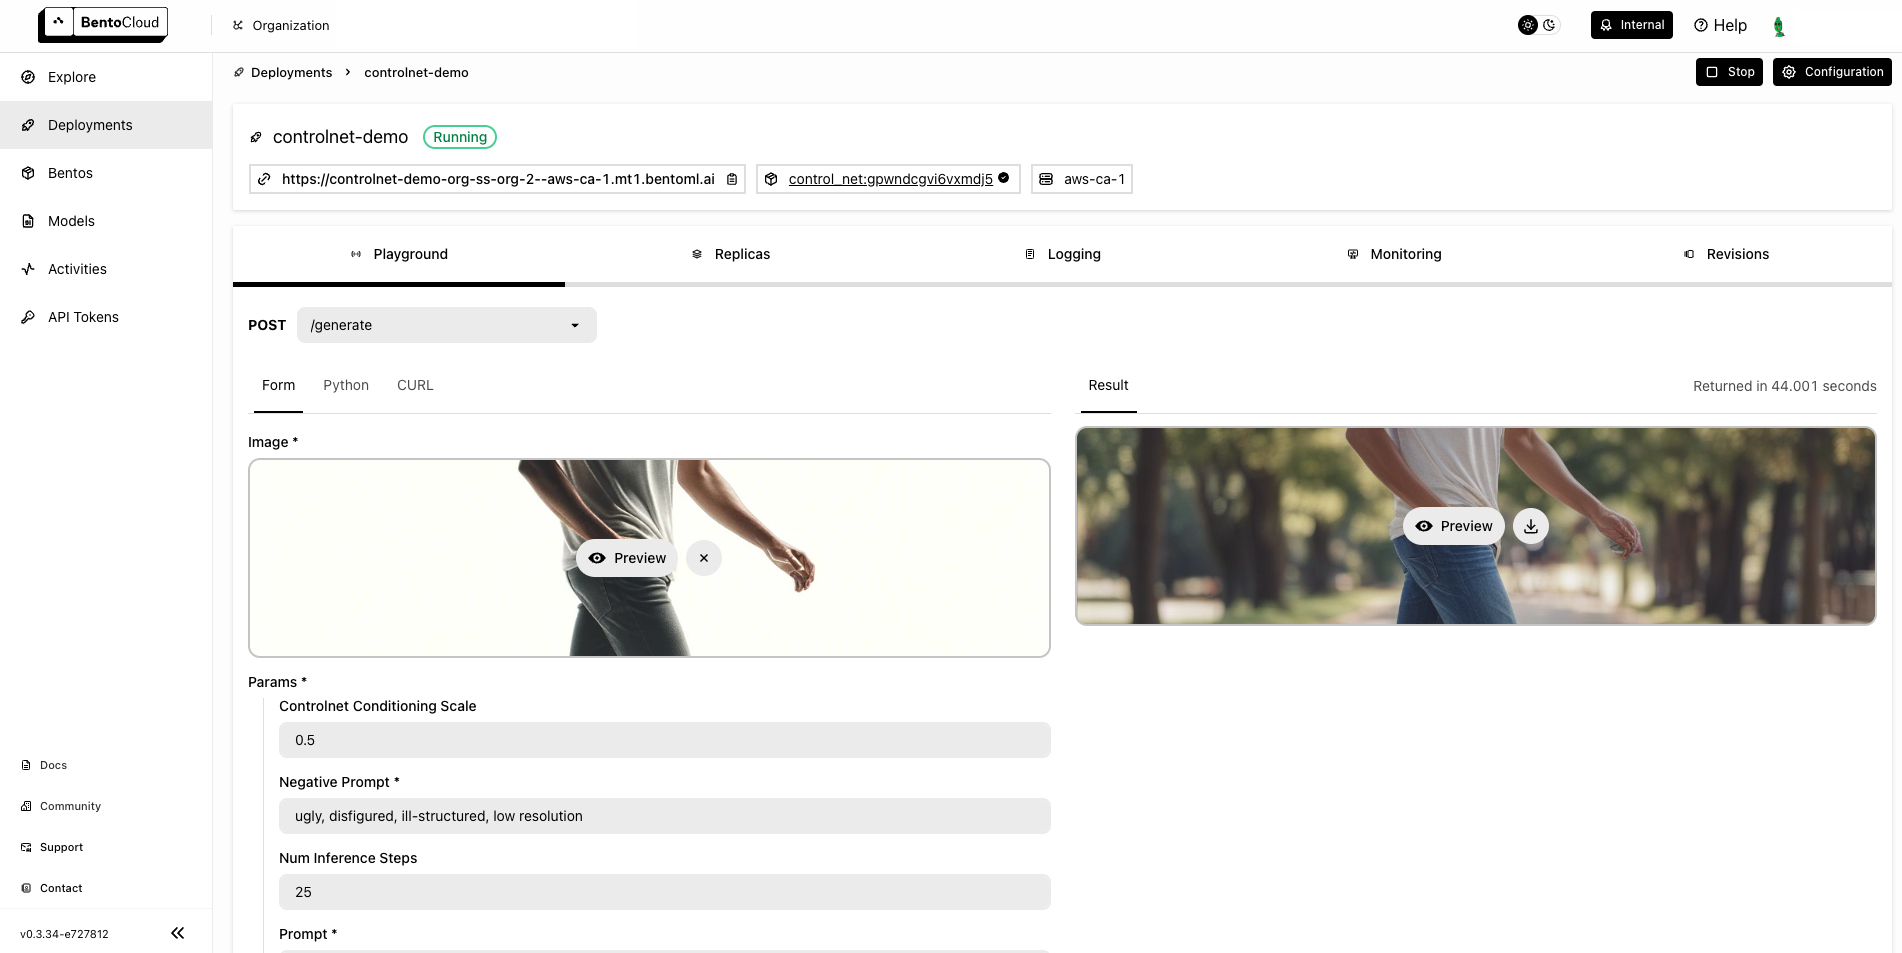 BentoCloud
Organization
Internal
Help
Explore
Deployments
Bentos
Models
Activities
API Tokens
Docs
Community
Support
Contact
v0.3.34-e727812
Deployments > controlnet-demo
Stop
Configuration
controlnet-demo
Running
https://controlnet-demo-org-ss-org-2--aws-ca-1.mt1.bentoml.ai
control_net:gpwndcgvi6vxmdj5
aws-ca-1
Playground
Replicas
Logging
Monitoring
Revisions
POST
/generate
Form
Python
CURL
Image *
Preview
Params *
Controlnet Conditioning Scale
0.5
Negative Prompt *
ugly, disfigured, ill-structured, low resolution
Num Inference Steps
25
Prompt *
Result
Returned in 44.001 seconds
Preview